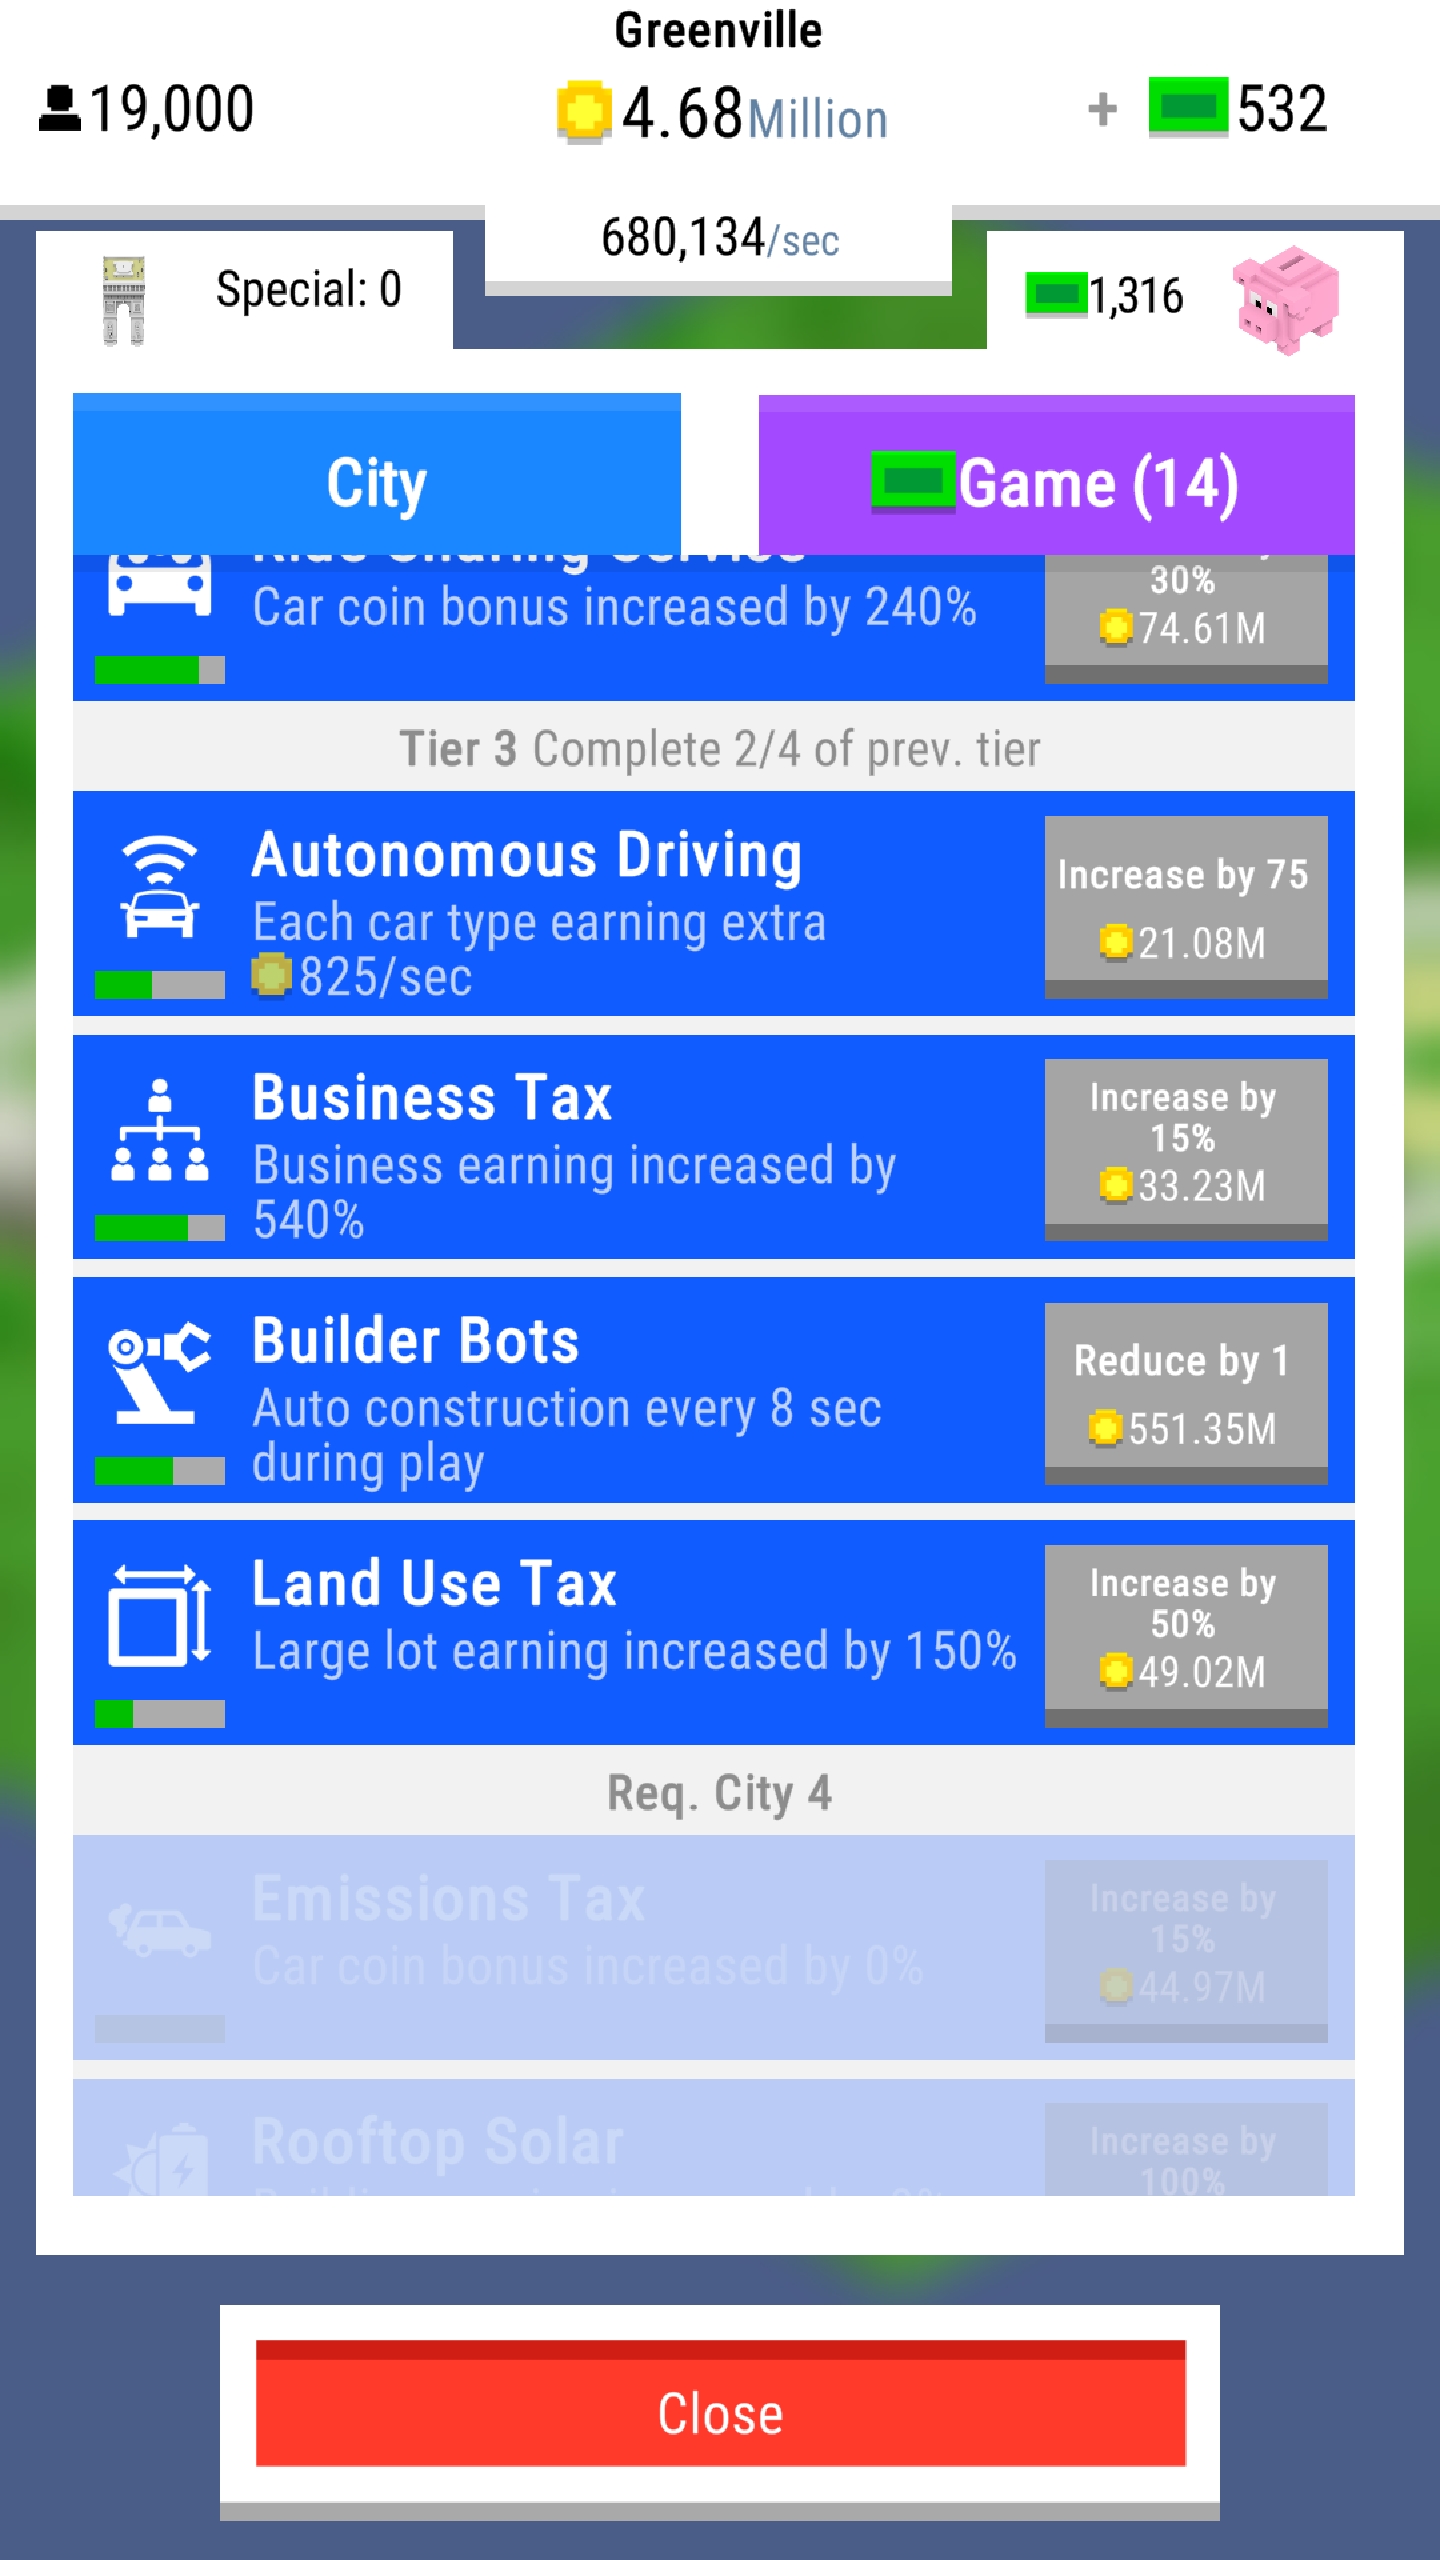 Greenville
19,000
4.68Million
+ 532
680,134/sec
Special: 0
1,316
City
Game (14)
Ride Sharing Service
Car coin bonus increased by 240%
30%
74.61M
Tier 3 Complete 2/4 of prev. tier
Autonomous Driving
Each car type earning extra
825/sec
Increase by 75
21.08M
Business Tax
Business earning increased by
540%
Increase by
15%
33.23M
Builder Bots
Auto construction every 8 sec
during play
Reduce by 1
551.35M
Land Use Tax
Large lot earning increased by 150%
Increase by
50%
49.02M
Req. City 4
Emissions Tax
Car coin bonus increased by 0%
Increase by
15%
44.97M
Rooftop Solar
Increase by
100%
Close